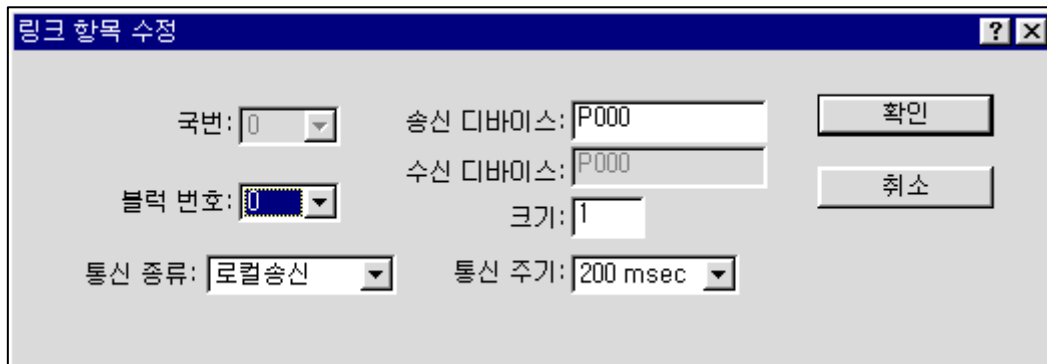 링크 항목 수정
국번: 0
송신 디바이스: P000
확인
수신 디바이스: P000
블럭 번호: 0
취소
크기: 1
통신 종류: 로컬송신
통신 주기: 200 msec